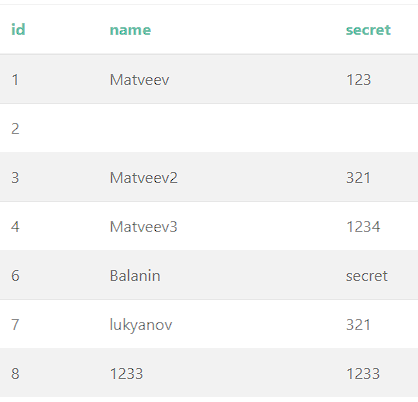 id name secret
1 Matveev 123
2
3 Matveev2 321
4 Matveev3 1234
6 Balanin secret
7 lukyanov 321
8 1233 1233